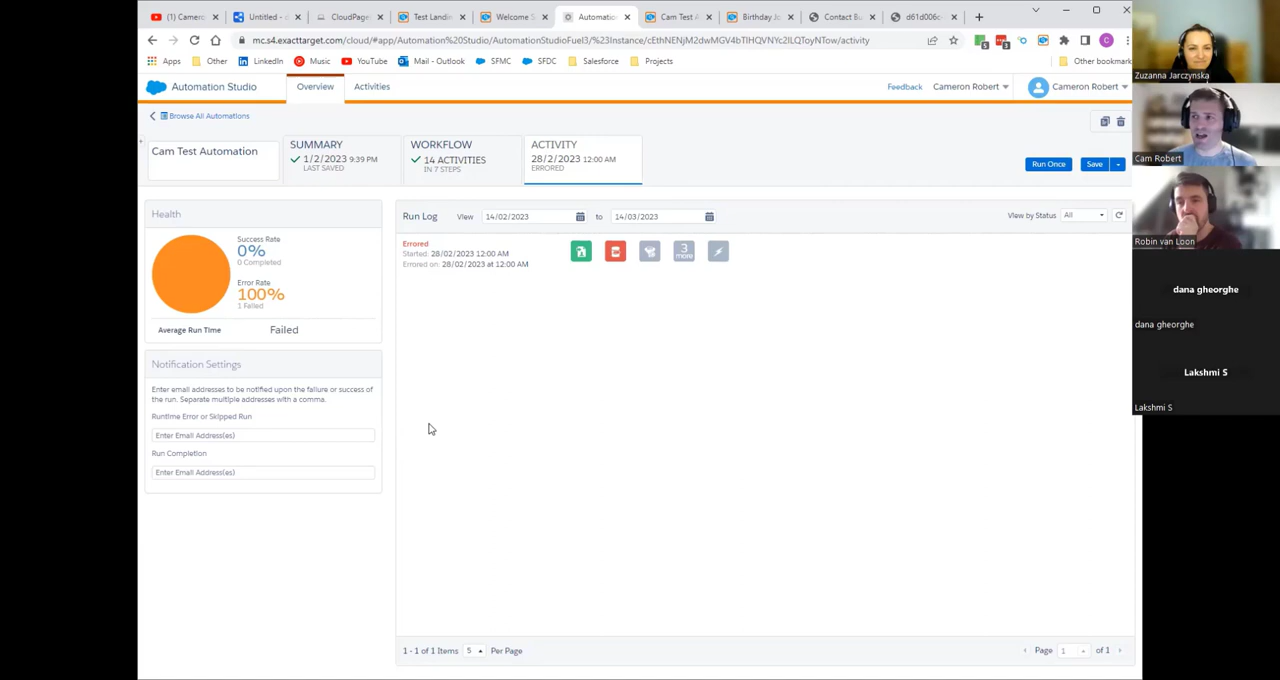 Camero
Untitled - d
CloudPage
Test Landin
Welcome S
Automatio
Cam Test A
Birthday Jo
Contact Bu
d61d006c-
mc.s4.exacttarget.com/cloud/#app/Automation%20Studio/AutomationStudioFuel3/%23Instance/cEthNENjM2dwMGV4bTlHQVNYc2lLQToyNTow/activity
Apps
Other
LinkedIn
Music
YouTube
Mail - Outlook
SFMC
SFDC
Salesforce
Projects
Other bookmark
Automation Studio
Overview
Activities
Feedback
Cameron Robert
Cameron Robert
Browse All Automations
Cam Test Automation
SUMMARY
1/2/2023 9:39 PM
LAST SAVED
WORKFLOW
14 ACTIVITIES
IN 7 STEPS
ACTIVITY
28/2/2023 12:00 AM
ERRORED
Run Once
Save
Health
Success Rate
0%
0 Completed
Error Rate
100%
1 Failed
Average Run Time
Failed
Notification Settings
Enter email addresses to be notified upon the failure or success of
the run. Separate multiple addresses with a comma.
Runtime Error or Skipped Run
Enter Email Address(es)
Run Completion
Enter Email Address(es)
Run Log
View
14/02/2023
to
14/03/2023
View by Status
All
Errored
Started: 28/02/2023 12:00 AM
Errored on: 28/02/2023 at 12:00 AM
3
more
1 - 1 of 1 Items
5
Per Page
Page
1
of 1
Zuzanna Jarczynska
Cam Robert
Robin van Loon
dana gheorghe
dana gheorghe
Lakshmi S
Lakshmi S